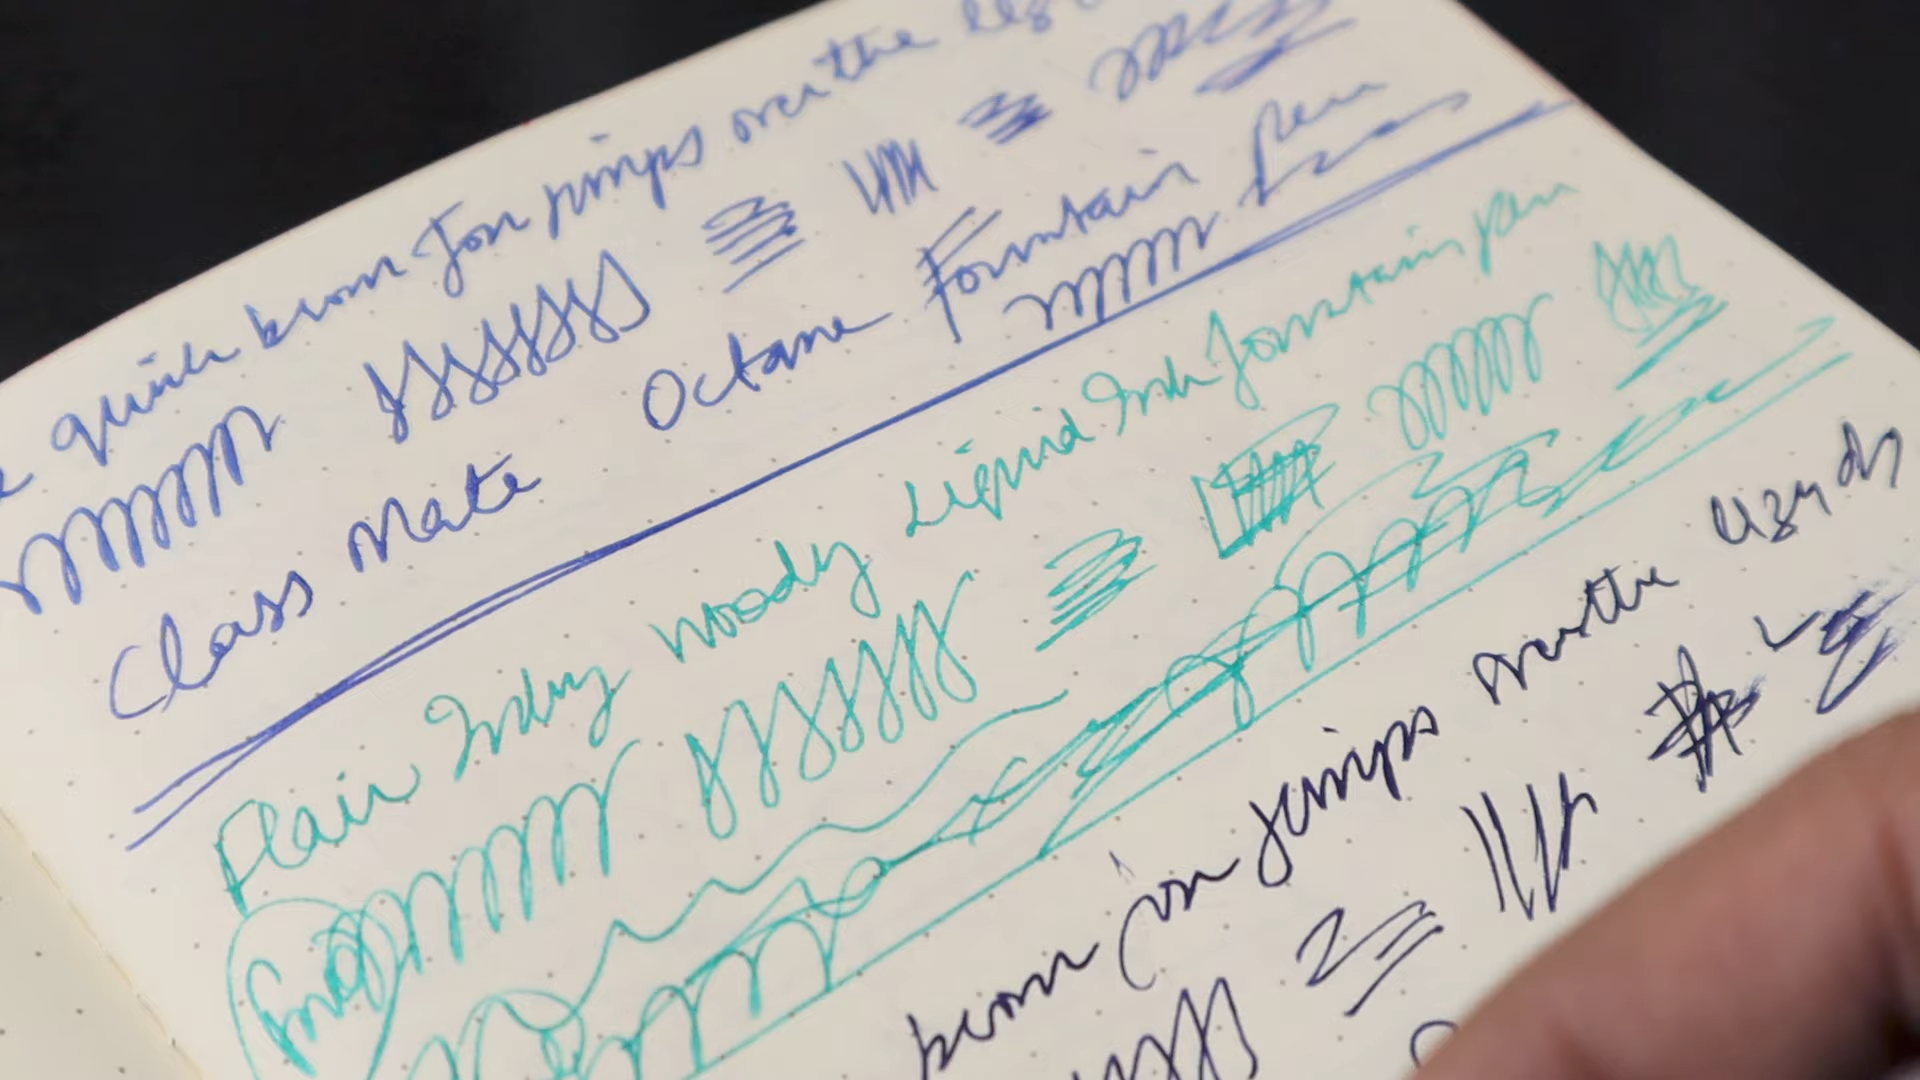 quick brown fox jumps over the
Class Mate Octane Fountain Pen
Flair Inky Woody Liquid Ink fountain pen
brown fox jumps over the lizards